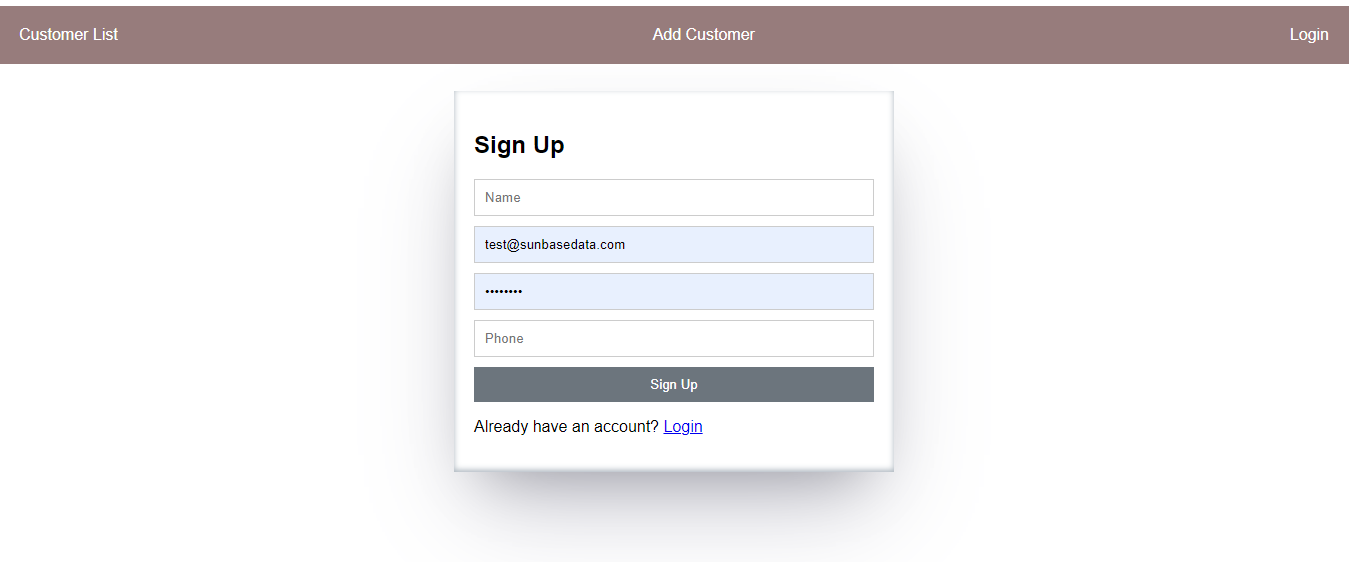 Customer List Add Customer Login
Sign Up
Name
test@sunbasedata.com
••••••••
Phone
Sign Up
Already have an account? Login